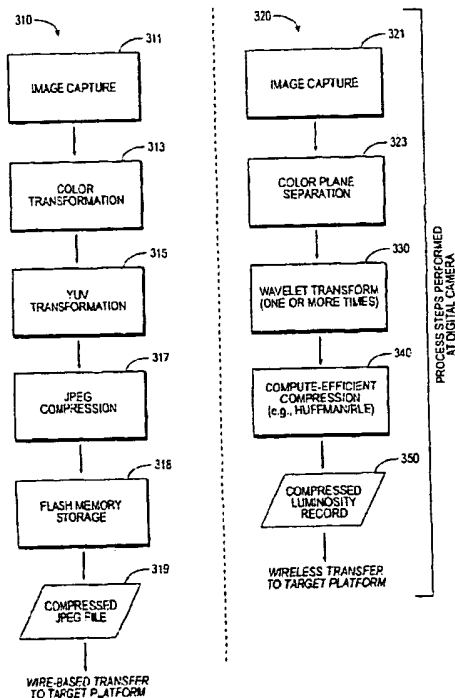 310
311
IMAGE CAPTURE
313
COLOR
TRANSFORMATION
315
YUV
TRANSFORMATION
317
JPEG
COMPRESSION
318
FLASH MEMORY
STORAGE
319
COMPRESSED
JPEG FILE
WIRE-BASED TRANSFER
TO TARGET PLATFORM
320
321
IMAGE CAPTURE
323
COLOR PLANE
SEPARATION
330
WAVELET TRANSFORM
(ONE OR MORE TIMES)
340
COMPUTE-EFFICIENT
COMPRESSION
(e.g., HUFFMAN/RLE)
350
COMPRESSED
LUMINOSITY
RECORD
WIRELESS TRANSFER
TO TARGET PLATFORM
PROCESS STEPS PERFORMED
AT DIGITAL CAMERA